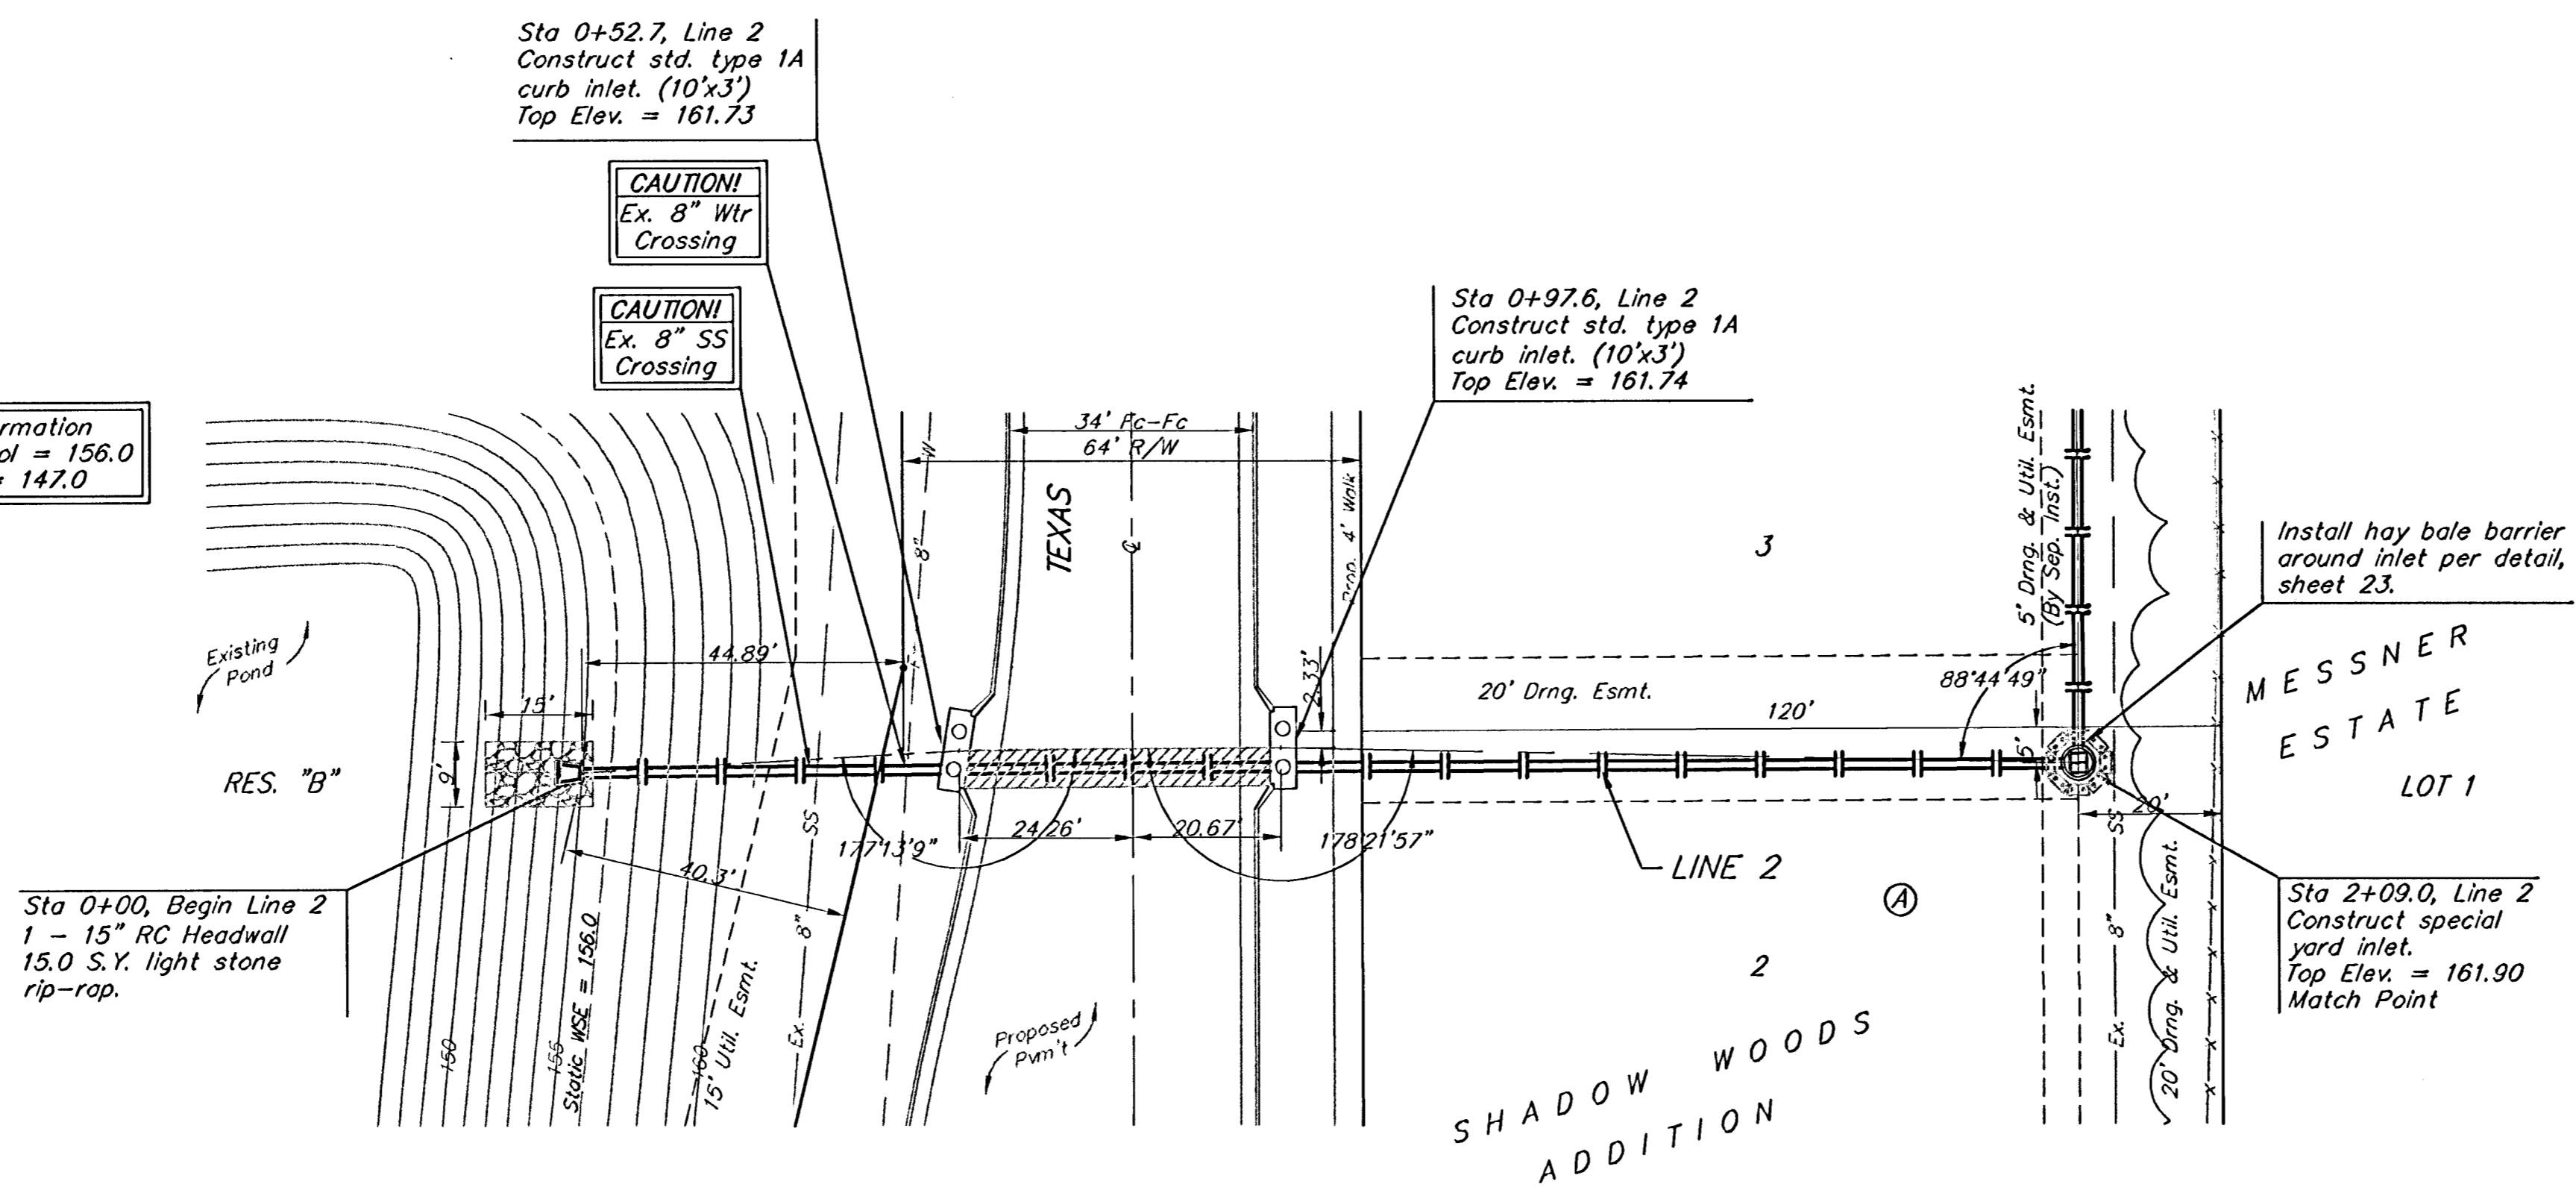 Sta 0+52.7, Line 2
Construct std. type 1A
curb inlet. (10'x3')
Top Elev. = 161.73
CAUTION!
Ex. 8" Wtr
Crossing
CAUTION!
Ex. 8" SS
Crossing
Sta 0+97.6, Line 2
Construct std. type 1A
curb inlet. (10'x3')
Top Elev. = 161.74
rmation
ol = 156.0
= 147.0
34' Fc-Fc
64' R/W
8" W
TEXAS
℄
Prop. 4' Walk
3
5' Drng. & Util. Esmt.
(By Sep. Inst.)
Install hay bale barrier
around inlet per detail,
sheet 23.
Existing
Pond
44.89'
2.33'
20' Drng. Esmt.
88°44'49"
120'
MESSNER
ESTATE
LOT 1
15'
9'
RES. "B"
5'
20'
24.26'
20.67'
177°13'9"
178°21'57"
40.3'
LINE 2
A
2
Sta 0+00, Begin Line 2
1 - 15" RC Headwall
15.0 S.Y. light stone
rip-rap.
Sta 2+09.0, Line 2
Construct special
yard inlet.
Top Elev. = 161.90
Match Point
150
155
Static WSE = 156.0
160
15' Util. Esmt.
Ex. 8" SS
Proposed
Pvm't
SHADOW WOODS
ADDITION
Ex. 8" SS
20' Drng. & Util. Esmt.